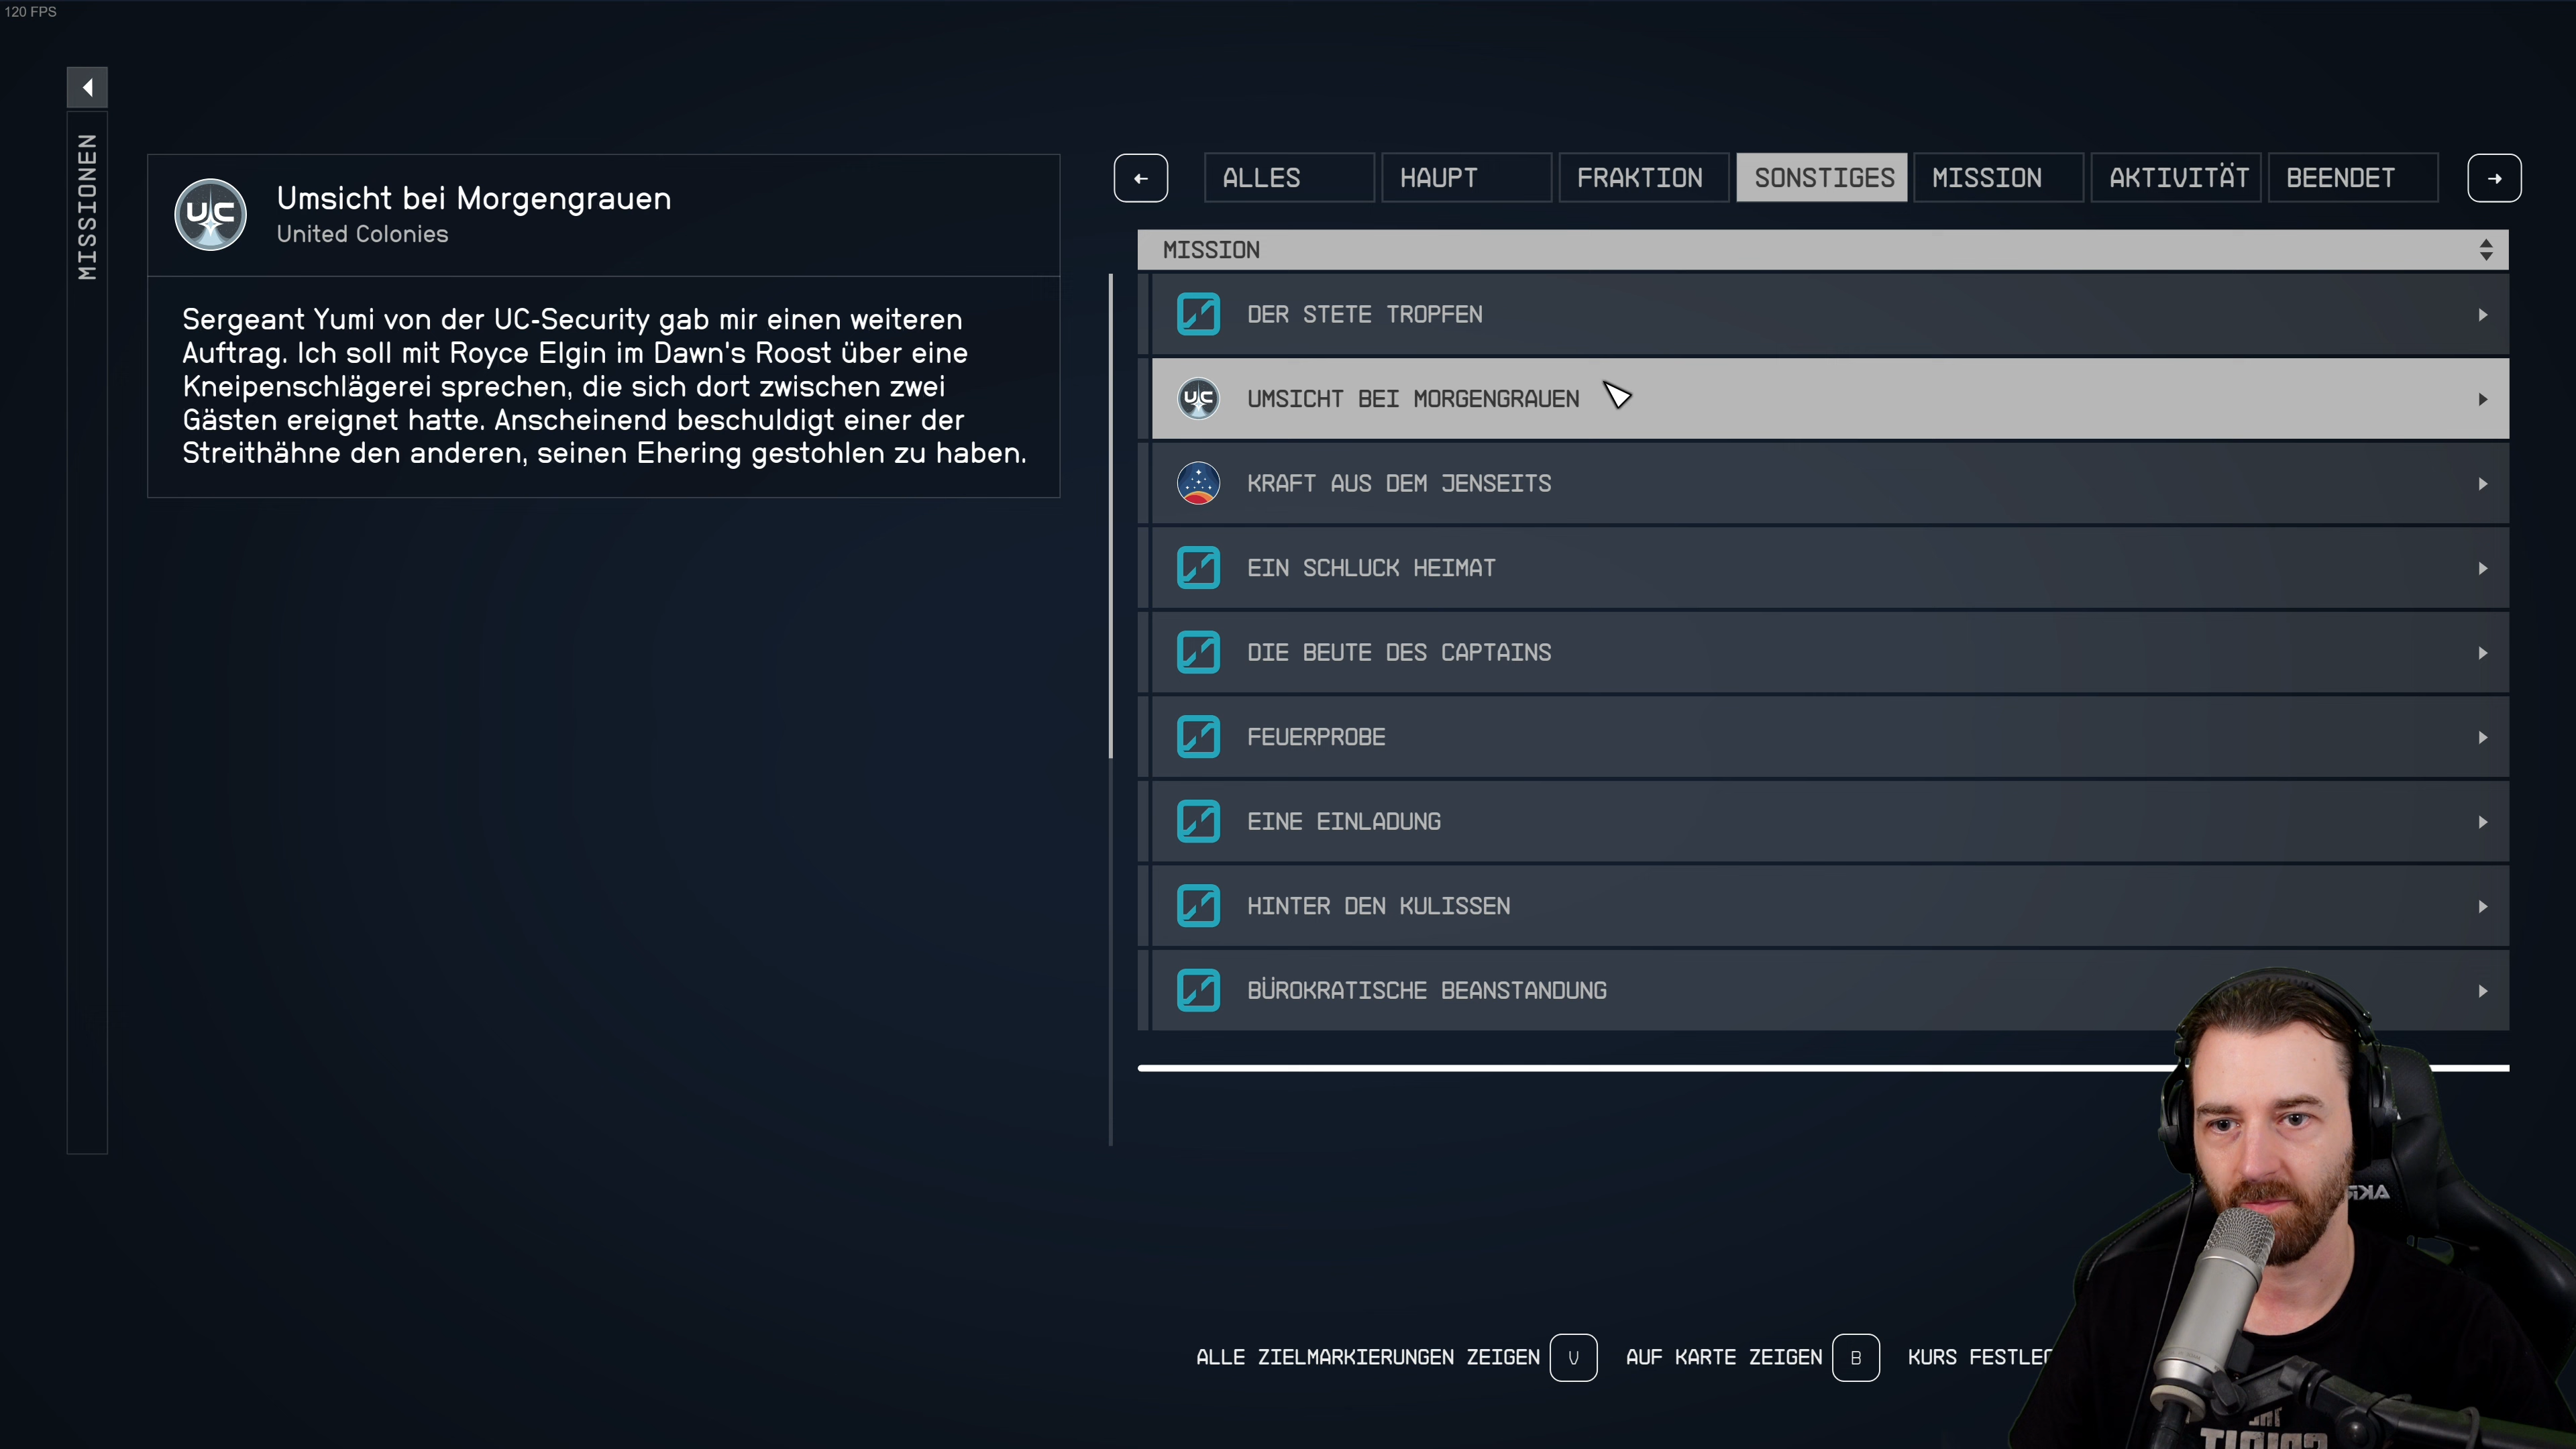 120 FPS
MISSIONEN
Umsicht bei Morgengrauen
United Colonies
Sergeant Yumi von der UC-Security gab mir einen weiteren
Auftrag. Ich soll mit Royce Elgin im Dawn's Roost über eine
Kneipenschlägerei sprechen, die sich dort zwischen zwei
Gästen ereignet hatte. Anscheinend beschuldigt einer der
Streithähne den anderen, seinen Ehering gestohlen zu haben.
ALLES HAUPT FRAKTION SONSTIGES MISSION AKTIVITÄT BEENDET
MISSION
DER STETE TROPFEN
UC UMSICHT BEI MORGENGRAUEN
KRAFT AUS DEM JENSEITS
EIN SCHLUCK HEIMAT
DIE BEUTE DES CAPTAINS
FEUERPROBE
EINE EINLADUNG
HINTER DEN KULISSEN
BÜROKRATISCHE BEANSTANDUNG
ALLE ZIELMARKIERUNGEN ZEIGEN V AUF KARTE ZEIGEN B KURS